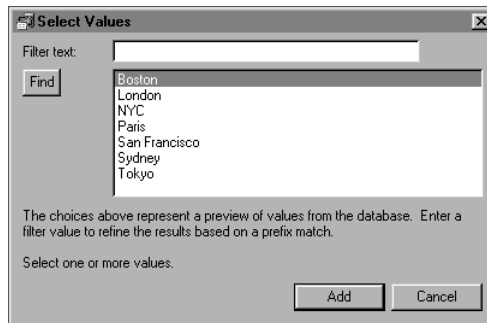 Select Values
Filter text:
Find
Boston
London
NYC
Paris
San Francisco
Sydney
Tokyo
The choices above represent a preview of values from the database. Enter a
filter value to refine the results based on a prefix match.
Select one or more values.
Add
Cancel